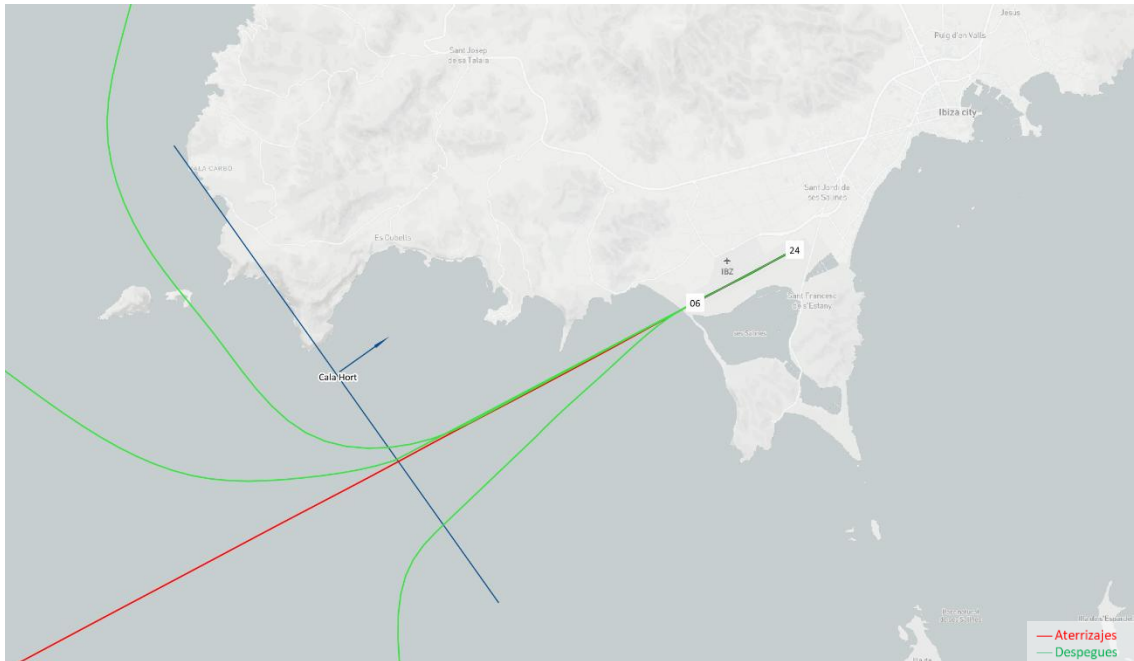 Jesus
Puig d'en Valls
Sant Josep
de sa Talaia
Ibiza city
Sant Jordi de
ses Salines
Es Cubells
24
IBZ
06
Sant Francesc
de s'Estany
Cala Hort
Aterrizajes
Despegues